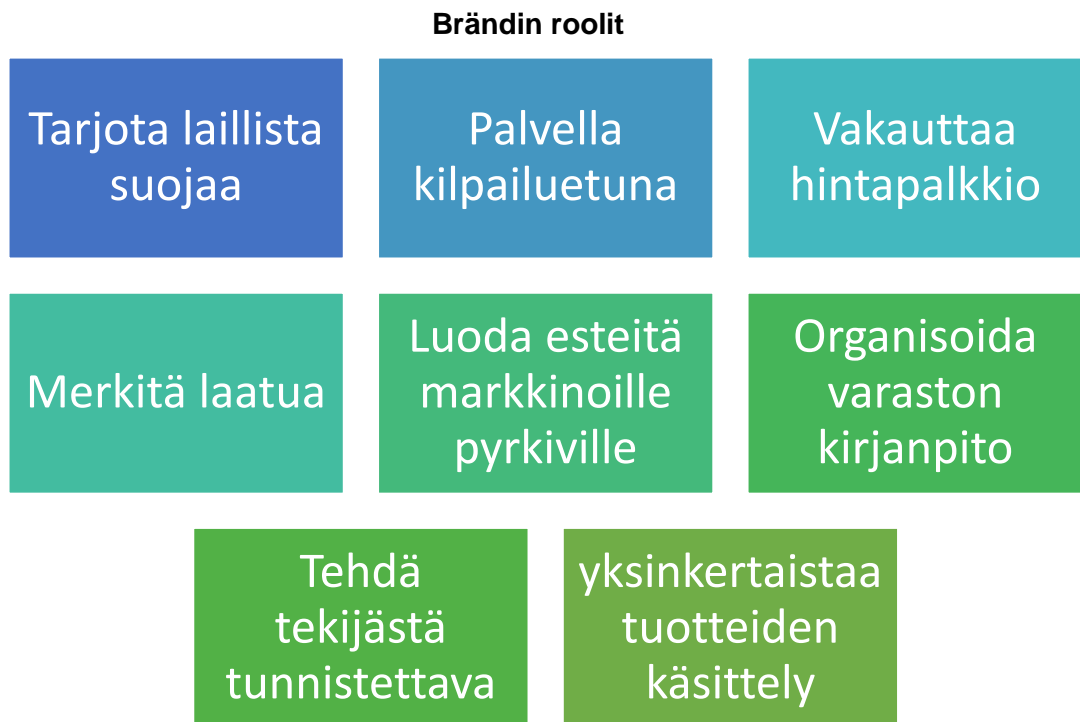 Brändin roolit
Tarjota laillista
suojaa
Palvella
kilpailuetuna
Vakauttaa
hintapalkkio
Merkitä laatua
Luoda esteitä
markkinoille
pyrkiville
Organisoida
varaston
kirjanpito
Tehdä
tekijästä
tunnistettava
yksinkertaistaa
tuotteiden
käsittely